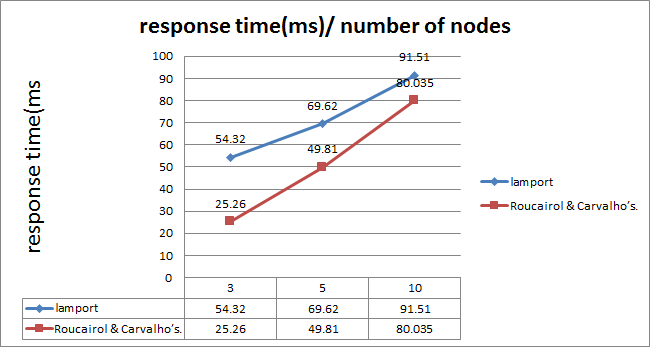 response time(ms)/ number of nodes
response time(ms
100
90
80
70
60
50
40
30
20
10
0
91.51
80.035
69.62
54.32
49.81
25.26
lamport
Roucairol & Carvalho's.
3 5 10
lamport 54.32 69.62 91.51
Roucairol & Carvalho's. 25.26 49.81 80.035